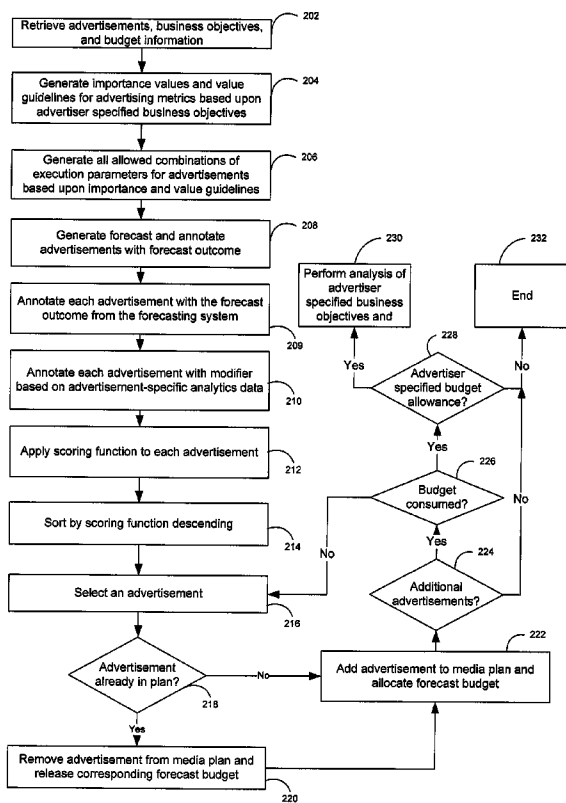 202
Retrieve advertisements, business objectives,
and budget information
204
Generate importance values and value
guidelines for advertising metrics based upon
advertiser specified business objectives
206
Generate all allowed combinations of
execution parameters for advertisements
based upon importance and value guidelines
208
Generate forecast and annotate
advertisements with forecast outcome
Annotate each advertisement with the forecast
outcome from the forecasting system
209
Annotate each advertisement with modifier
based on advertisement-specific analytics data
210
Apply scoring function to each advertisement
212
Sort by scoring function descending
214
Select an advertisement
216
Advertisement
already in plan?
218
No
Yes
Remove advertisement from media plan and
release corresponding forecast budget
220
222
Add advertisement to media plan and
allocate forecast budget
224
Additional
advertisements?
Yes
No
226
Budget
consumed?
No
Yes
228
Advertiser
specified budget
allowance?
Yes
No
230
Perform analysis of
advertiser
specified business
objectives and
232
End